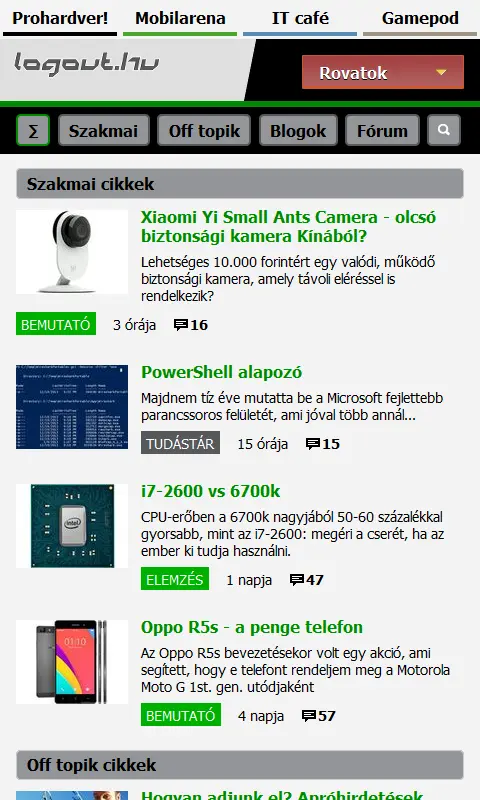 Prohardver! Mobilarena IT café Gamepod
logout.hu
Rovatok
Σ Szakmai Off topik Blogok Fórum
Szakmai cikkek
Xiaomi Yi Small Ants Camera - olcsó
biztonsági kamera Kínából?
Lehetséges 10.000 forintért egy valódi, működő
biztonsági kamera, amely távoli eléréssel is
rendelkezik?
BEMUTATÓ 3 órája 16
PowerShell alapozó
Majdnem tíz éve mutatta be a Microsoft fejlettebb
parancssoros felületét, ami jóval több annál...
TUDÁSTÁR 15 órája 15
i7-2600 vs 6700k
CPU-erőben a 6700k nagyjából 50-60 százalékkal
gyorsabb, mint az i7-2600: megéri a cserét, ha az
ember ki tudja használni.
intel
ELEMZÉS 1 napja 47
Oppo R5s - a penge telefon
Az Oppo R5s bevezetésekor volt egy akció, ami
segített, hogy e telefont rendeljem meg a Motorola
Moto G 1st. gen. utódjaként
01:10
BEMUTATÓ 4 napja 57
Off topik cikkek
Hogyan adjunk el? Apróhirdetések